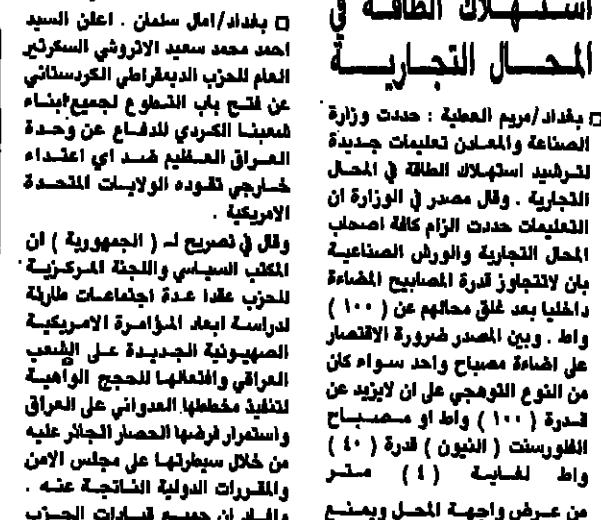 استهلاك الطاقة في
المحال التجارية
□ بغداد/مريم العطية : حددت وزارة
الصناعة والمعادن تعليمات جديدة
لترشيد استهلاك الطاقة في المحال
التجارية . وقال مصدر في الوزارة ان
التعليمات حددت الزام كافة اصحاب
المحال التجارية والورش الصناعية
بان لاتتجاوز قدرة المصابيح المضاءة
داخليا بعد غلق محالهم عن ( ١٠٠ )
واط . وبين المصدر ضرورة الاقتصار
على اضاءة مصباح واحد سواء كان
من النوع التوهجي على ان لايزيد عن
قدرة ( ١٠٠ ) واط او مصباح
الفلورسنت ( النيون ) قدرة ( ٤٠ )
واط لغاية ( ٤ ) متر
من عرض واجهة المحل ويمنع
□ بغداد/امال سلمان . اعلن السيد
احمد محمد سعيد الاتروشي السكرتير
العام للحزب الديمقراطي الكردستاني
عن فتح باب التطوع لجميع ابناء
شعبنا الكردي للدفاع عن وحدة
العراق العظيم ضد اي اعتداء
خارجي تقوده الولايات المتحدة
الامريكية .
وقال في تصريح لـ ( الجمهورية ) ان
المكتب السياسي واللجنة المركزية
للحزب عقدا عدة اجتماعات طارئة
لدراسة ابعاد المؤامرة الامريكية
الصهيونية الجديدة على الشعب
العراقي وافتعالها للحجج الواهية
لتنفيذ مخططها العدواني على العراق
واستمرار فرضها الحصار الجائر عليه
من خلال سيطرتها على مجلس الامن
والمقررات الدولية الناتجة عنه .
وافاد ان جميع قيادات الحزب